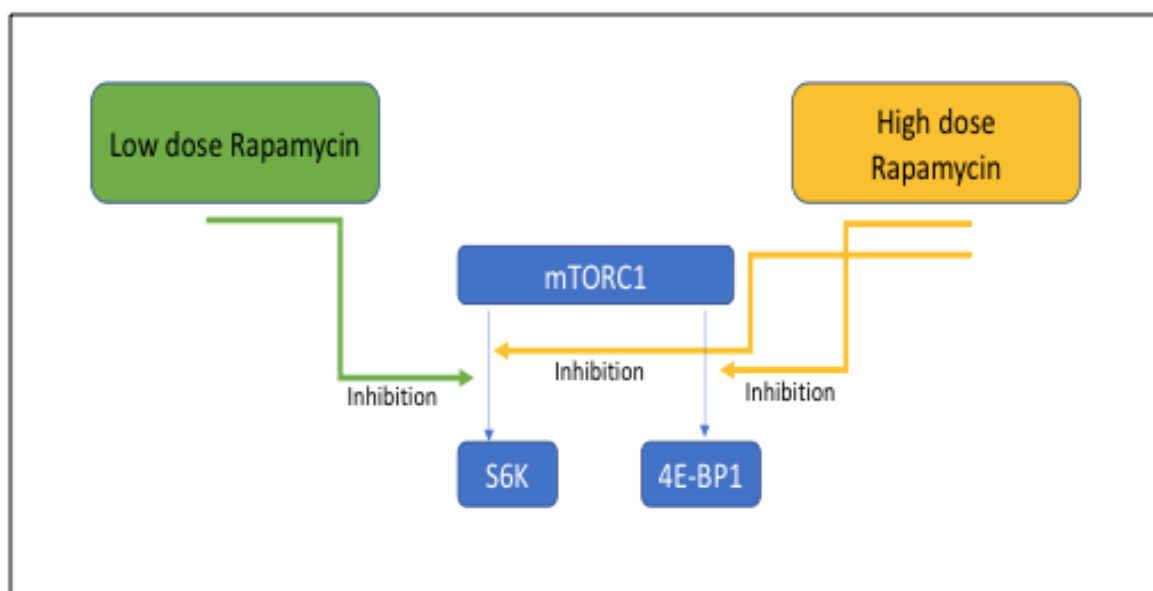 Low dose Rapamycin
High dose
Rapamycin
mTORC1
Inhibition
Inhibition
Inhibition
S6K
4E-BP1